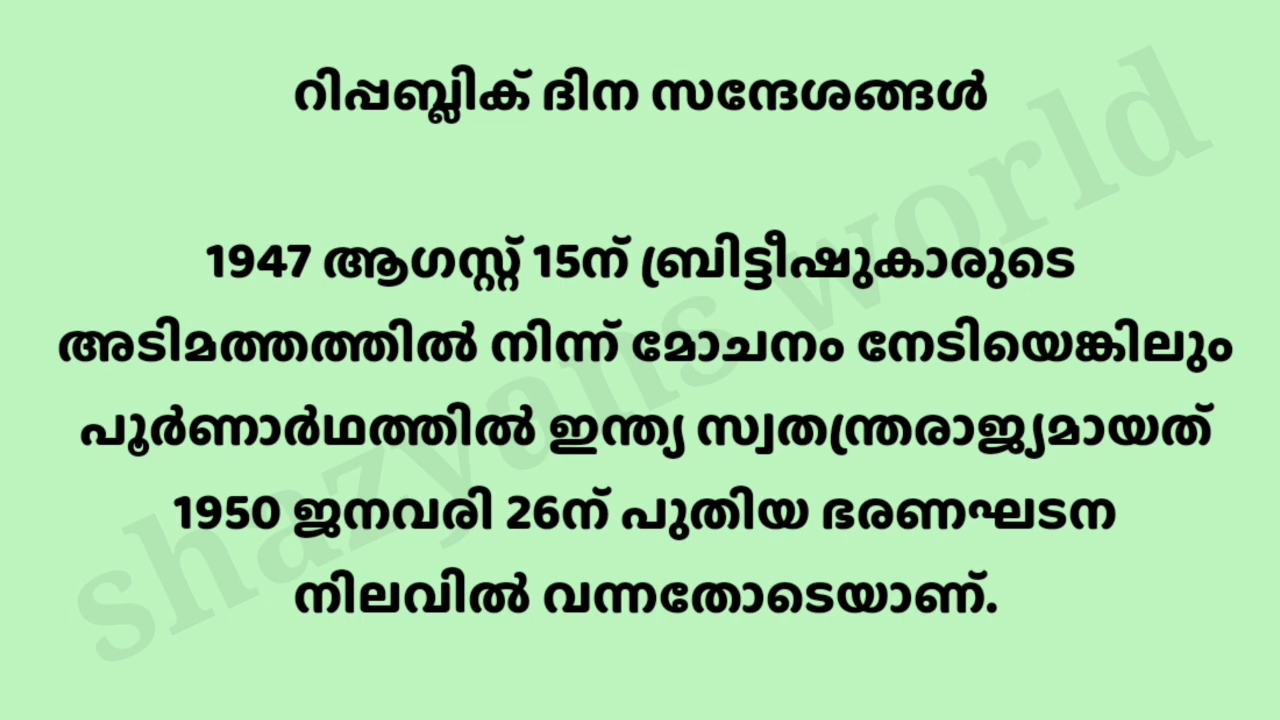 റിപ്പബ്ലിക് ദിന സന്ദേശങ്ങൾ
1947 ആഗസ്റ്റ് 15ന് ബ്രിട്ടീഷുകാരുടെ
അടിമത്തത്തിൽ നിന്ന് മോചനം നേടിയെങ്കിലും
പൂർണാർഥത്തിൽ ഇന്ത്യ സ്വതന്ത്രരാജ്യമായത്
1950 ജനവരി 26ന് പുതിയ ഭരണഘടന
നിലവിൽ വന്നതോടെയാണ്.
shazyans world